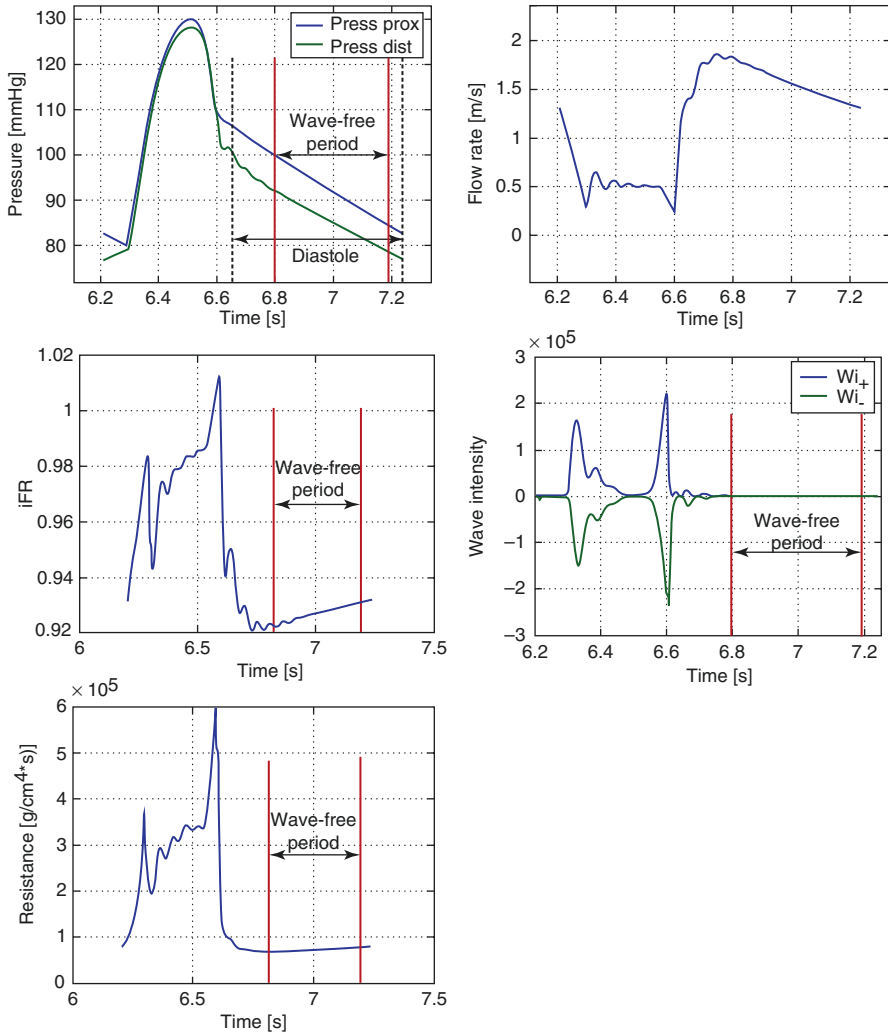 130
120
110
100
90
80
Pressure [mmHg]
Press prox
Press dist
Wave-free
period
Diastole
6.2 6.4 6.6 6.8 7 7.2
Time [s]
2
1.5
1
0.5
0
Flow rate [m/s]
6.2 6.4 6.6 6.8 7 7.2
Time [s]
1.02
1
0.98
0.96
0.94
0.92
iFR
Wave-free
period
6 6.5 7 7.5
Time [s]
× 10⁵
3
2
1
0
−1
−2
−3
Wave intensity
Wi₊
Wi₋
Wave-free
period
6.2 6.4 6.6 6.8 7 7.2
Time [s]
× 10⁵
6
5
4
3
2
1
0
Resistance [g/cm⁴*s)]
Wave-free
period
6 6.5 7 7.5
Time [s]